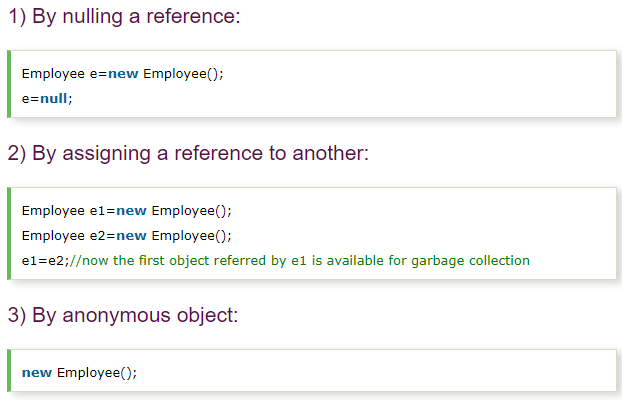 1) By nulling a reference:
Employee e=new Employee();
e=null;
2) By assigning a reference to another:
Employee e1=new Employee();
Employee e2=new Employee();
e1=e2;//now the first object referred by e1 is available for garbage collection
3) By anonymous object:
new Employee();